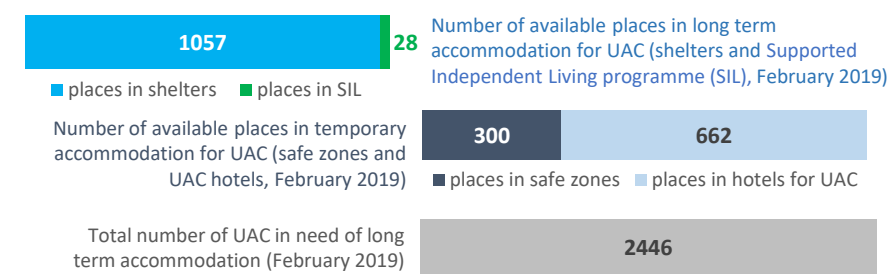 1057 28
Number of available places in long term
accommodation for UAC (shelters and Supported
Independent Living programme (SIL), February 2019)
places in shelters places in SIL
Number of available places in temporary
accommodation for UAC (safe zones and
UAC hotels, February 2019)
300 662
places in safe zones places in hotels for UAC
Total number of UAC in need of long
term accommodation (February 2019)
2446